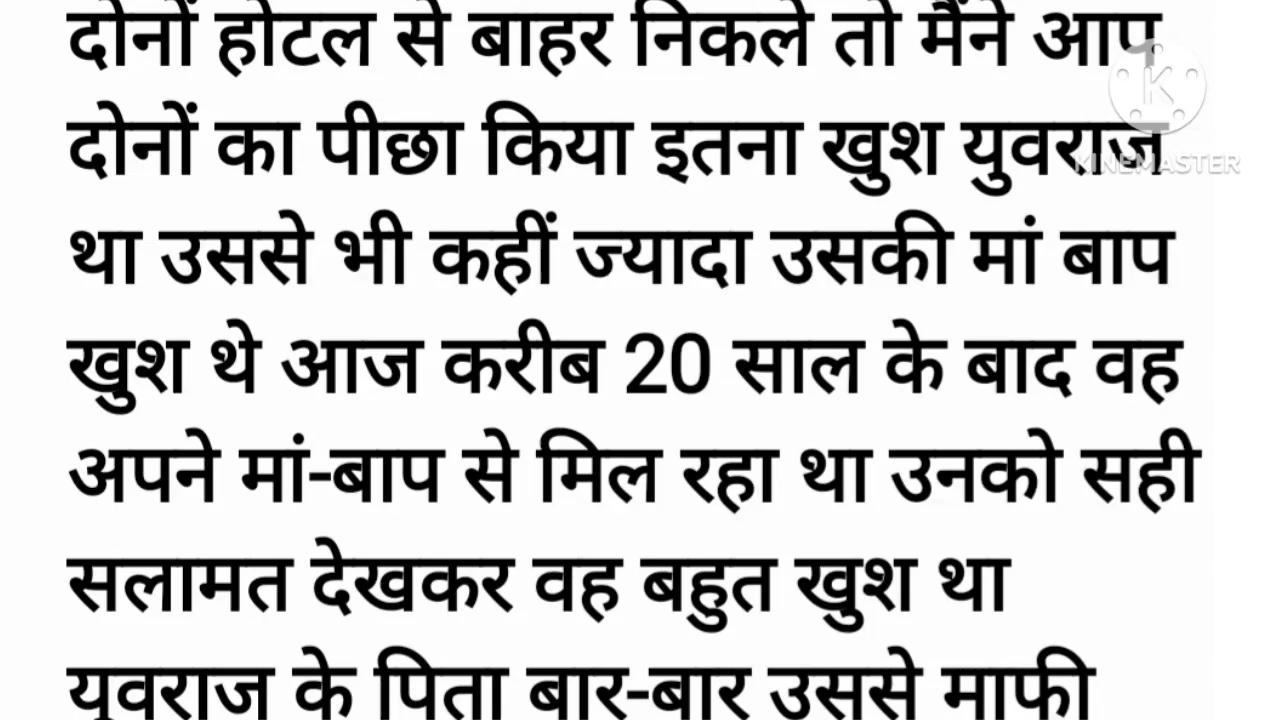 दोनों होटल से बाहर निकले तो मैंने आप
दोनों का पीछा किया इतना खुश युवराज
था उससे भी कहीं ज्यादा उसकी मां बाप
खुश थे आज करीब 20 साल के बाद वह
अपने मां-बाप से मिल रहा था उनको सही
सलामत देखकर वह बहुत खुश था
युवराज के पिता बार-बार उससे माफी
K
KINEMASTER